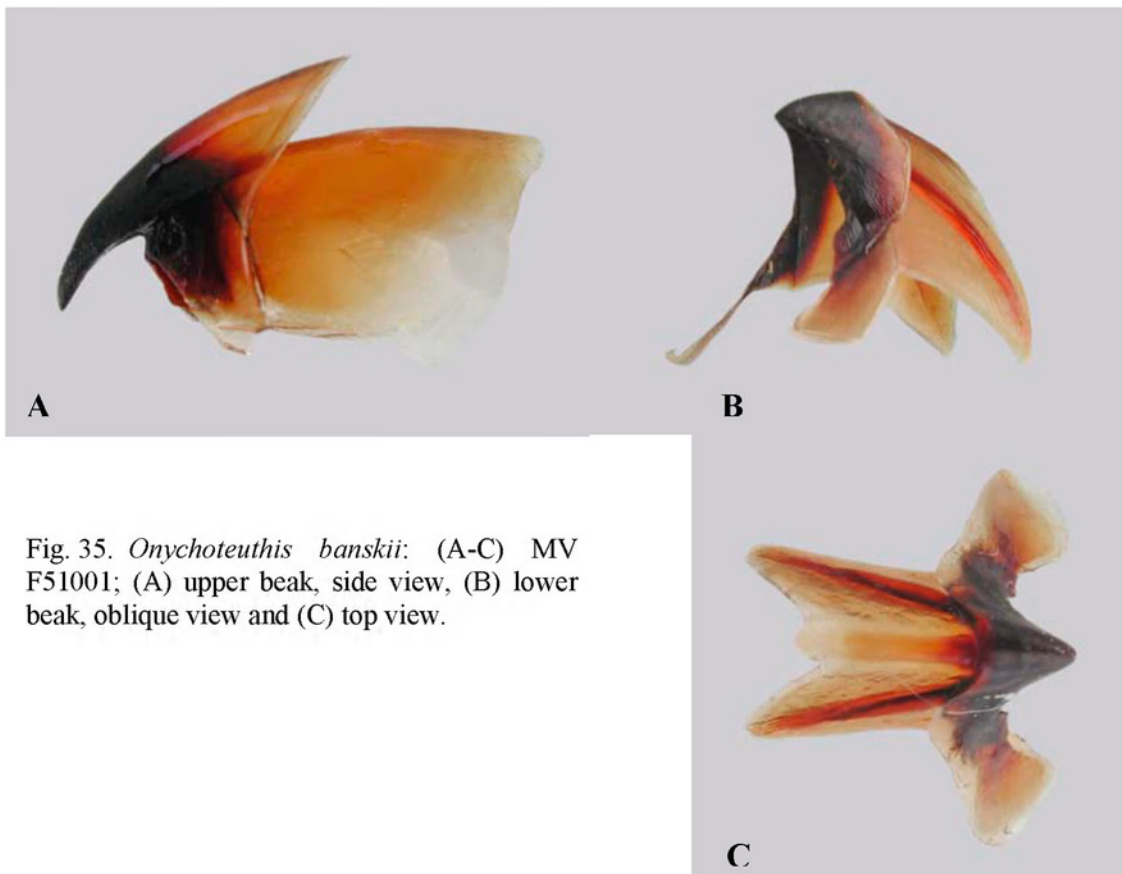 A
B
Fig. 35. Onychoteuthis banskii: (A-C) MV
F51001; (A) upper beak, side view, (B) lower
beak, oblique view and (C) top view.
C